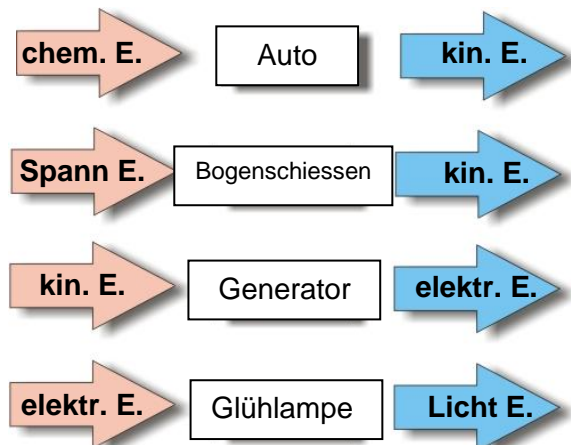 chem. E. Auto kin. E.
Spann E. Bogenschiessen kin. E.
kin. E. Generator elektr. E.
elektr. E. Glühlampe Licht E.